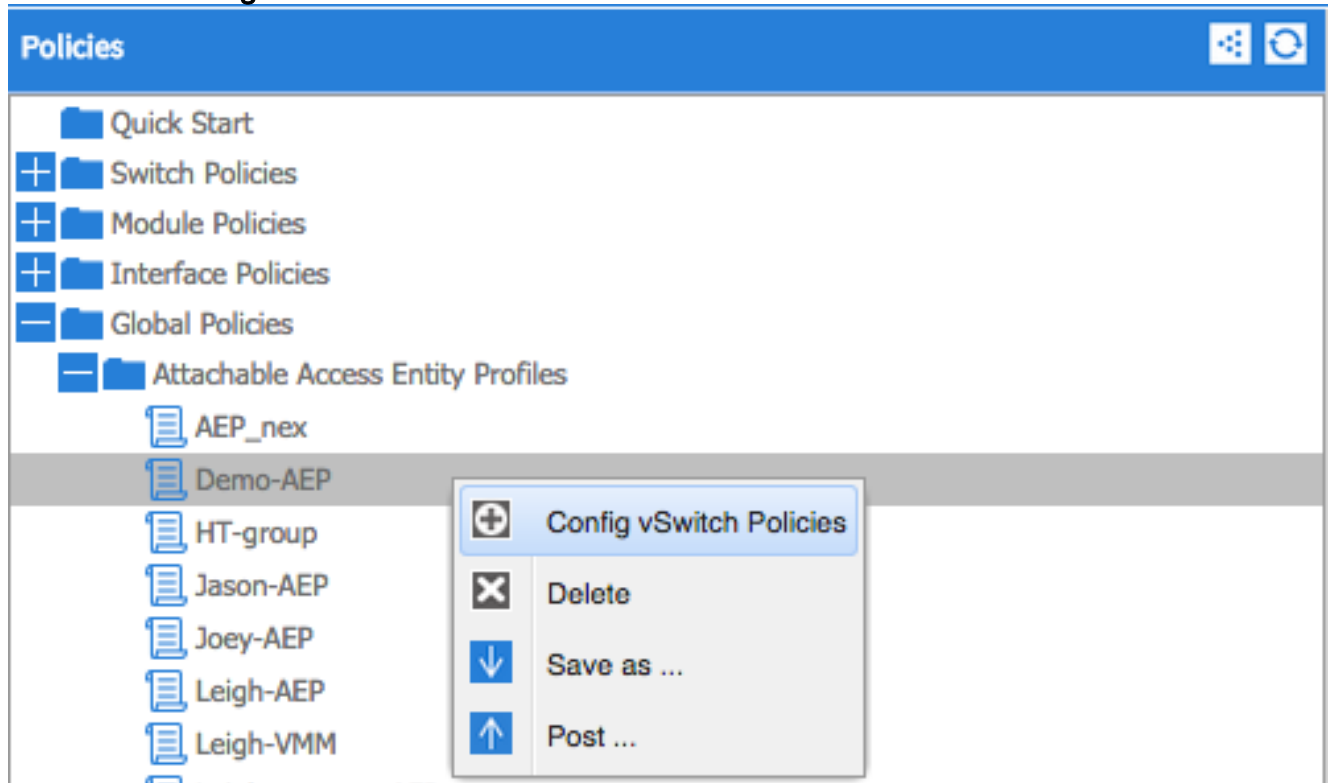 Policies
Quick Start
Switch Policies
Module Policies
Interface Policies
Global Policies
Attachable Access Entity Profiles
AEP_nex
Demo-AEP
HT-group
Jason-AEP
Joey-AEP
Leigh-AEP
Leigh-VMM
Config vSwitch Policies
Delete
Save as ...
Post ...